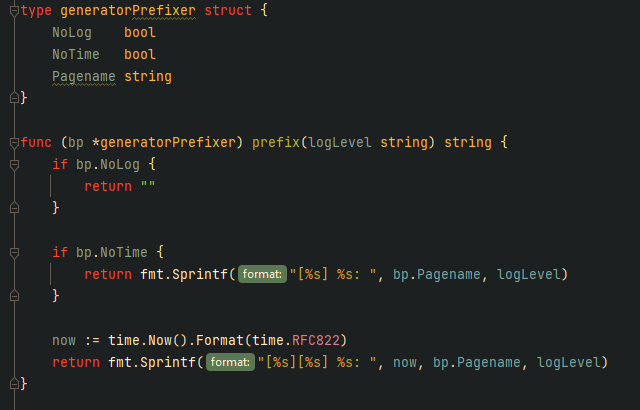 type generatorPrefixer struct {
    NoLog    bool
    NoTime   bool
    Pagename string
}
func (bp *generatorPrefixer) prefix(logLevel string) string {
    if bp.NoLog {
        return ""
    }
    if bp.NoTime {
        return fmt.Sprintf( format: "[%s] %s: ", bp.Pagename, logLevel)
    }
    now := time.Now().Format(time.RFC822)
    return fmt.Sprintf( format: "[%s][%s] %s: ", now, bp.Pagename, logLevel)
}